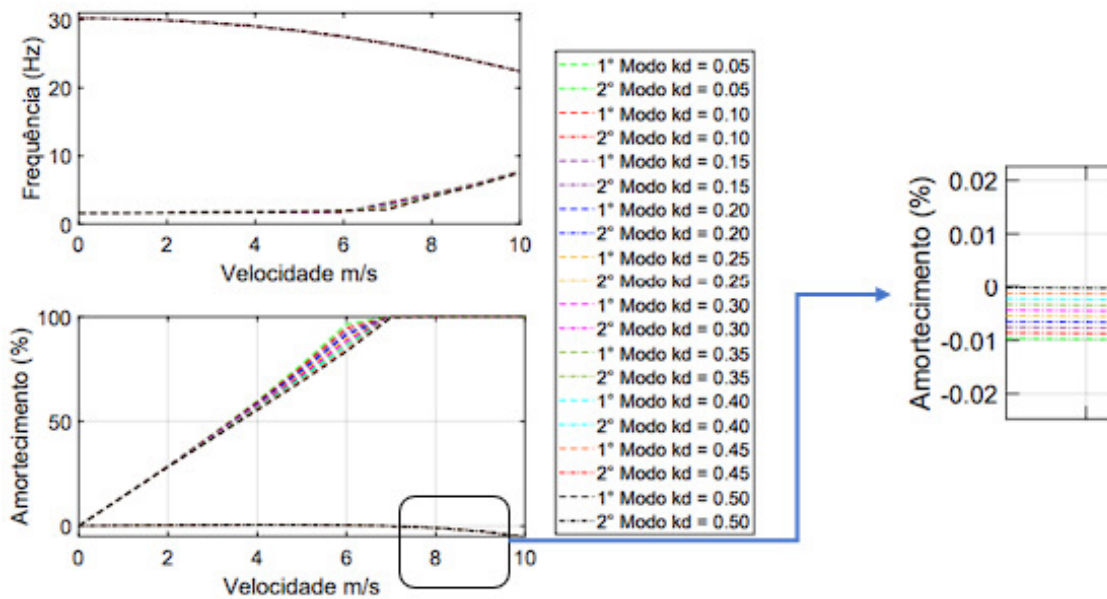 30
20
10
0
Frequência (Hz)
0 2 4 6 8 10
Velocidade m/s
100
50
0
Amortecimento (%)
0 2 4 6 8 10
Velocidade m/s
1° Modo kd = 0.05
2° Modo kd = 0.05
1° Modo kd = 0.10
2° Modo kd = 0.10
1° Modo kd = 0.15
2° Modo kd = 0.15
1° Modo kd = 0.20
2° Modo kd = 0.20
1° Modo kd = 0.25
2° Modo kd = 0.25
1° Modo kd = 0.30
2° Modo kd = 0.30
1° Modo kd = 0.35
2° Modo kd = 0.35
1° Modo kd = 0.40
2° Modo kd = 0.40
1° Modo kd = 0.45
2° Modo kd = 0.45
1° Modo kd = 0.50
2° Modo kd = 0.50
0.02
0.01
0
-0.01
-0.02
Amortecimento (%)